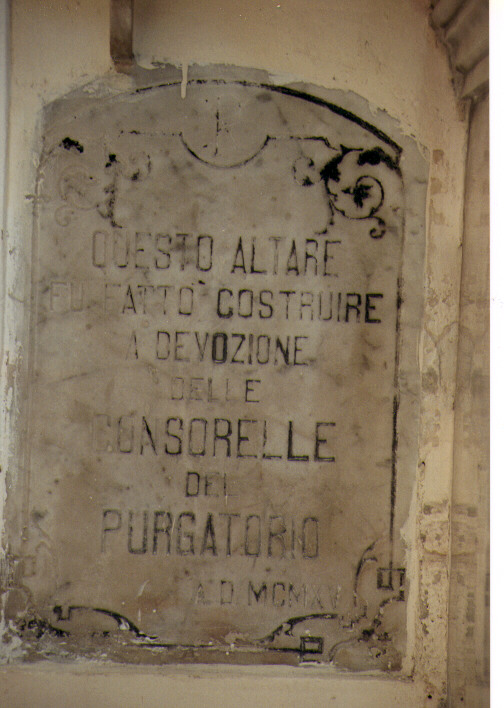 QUESTO ALTARE
FU FATTO COSTRUIRE
A DEVOZIONE
DELLE
CONSORELLE
DEL
PURGATORIO
A.D. MCMXV